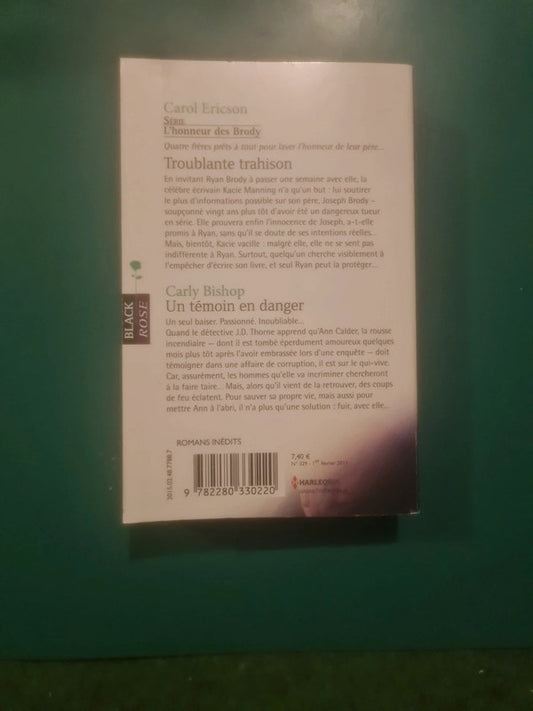 Carol Ericson
SÉRIE
L'honneur des Brody
Quatre frères prêts à tout pour laver l'honneur de leur père...
Troublante trahison
En invitant Ryan Brody à passer une semaine avec elle, la
célèbre écrivain Kacie Manning n'a qu'un but : lui soutirer
le plus d'informations possible sur son père, Joseph Brody –
soupçonné vingt ans plus tôt d'avoir été un dangereux tueur
en série. Elle prouvera enfin l'innocence de Joseph, a-t-elle
promis à Ryan, sans qu'il se doute de ses intentions réelles...
Mais, bientôt, Kacie vacille : malgré elle, elle ne se sent pas
indifférente à Ryan. Surtout, quelqu'un cherche visiblement à
l'empêcher d'écrire son livre, et seul Ryan peut la protéger...
Carly Bishop
Un témoin en danger
Un seul baiser. Passionné. Inoubliable...
Quand le détective J.D. Thorne apprend qu'Ann Calder, la rousse
incendiaire — dont il est tombé éperdument amoureux quelques
mois plus tôt après l'avoir embrassée lors d'une enquête — doit
témoigner dans une affaire de corruption, il est sur le qui-vive.
Car, assurément, les hommes qu'elle va incriminer chercheront
à la faire taire... Mais, alors qu'il vient de la retrouver, des coups
de feu éclatent. Pour sauver sa propre vie, mais aussi pour
mettre Ann à l'abri, il n'a plus qu'une solution : fuir, avec elle...
BLACK
ROSE
ROMANS INÉDITS
2015.02.48.7788.7
9 782280 330220
7,40 €
1er février
HARLEQUIN